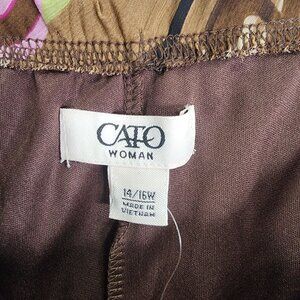 CATO
WOMAN
14/16W
MADE IN
VIETNAM